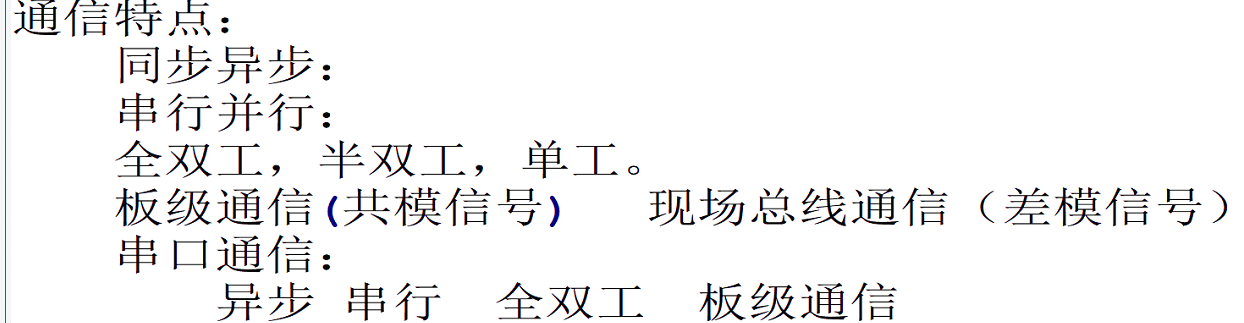 通信特点：
同步异步：
串行并行：
全双工，半双工，单工。
板级通信(共模信号) 现场总线通信（差模信号）
串口通信：
异步 串行 全双工 板级通信